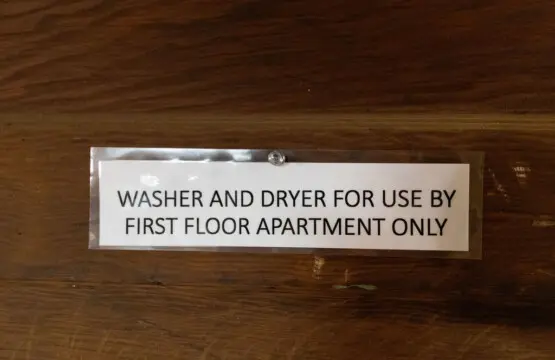 WASHER AND DRYER FOR USE BY
FIRST FLOOR APARTMENT ONLY